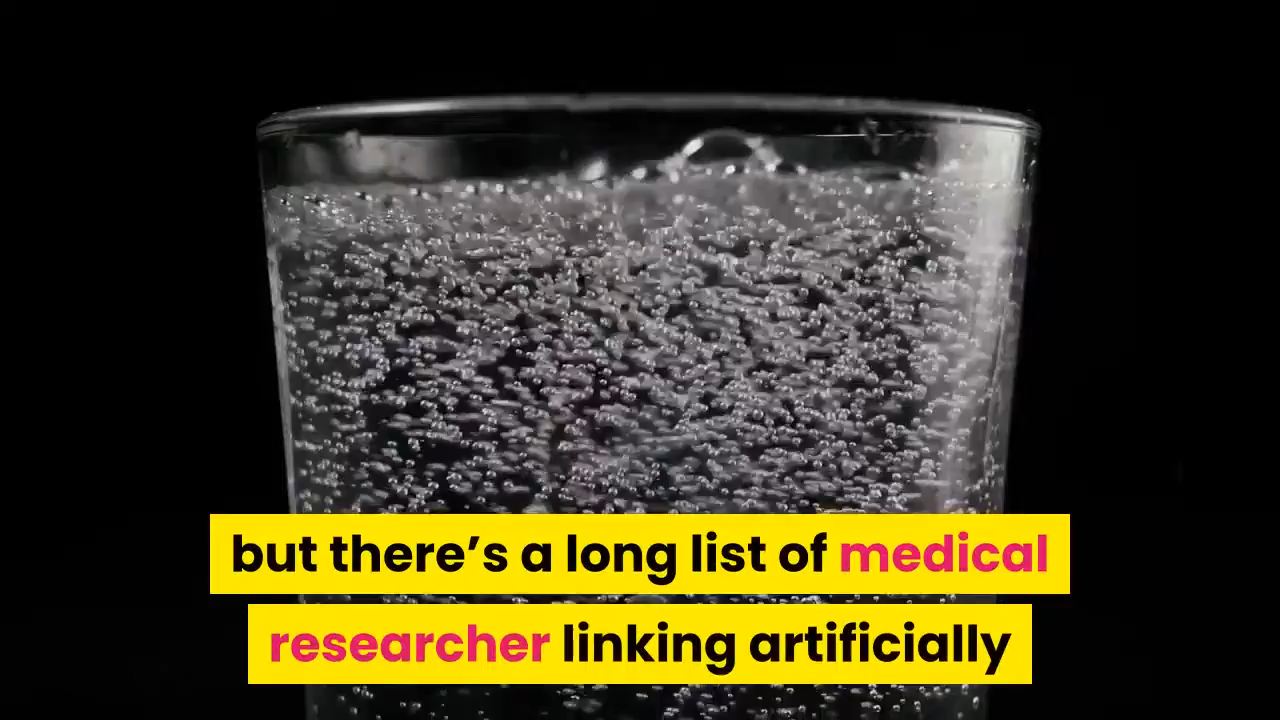 but there’s a long list of medical
researcher linking artificially